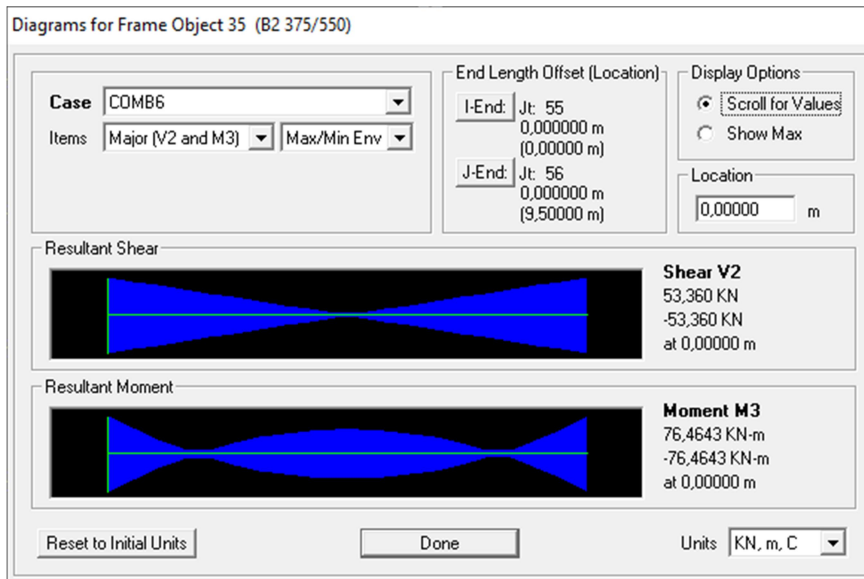 Diagrams for Frame Object 35 (B2 375/550)
Case COMB6
Items Major (V2 and M3) Max/Min Env
End Length Offset (Location)
I-End: Jt: 55
0,000000 m
(0,00000 m)
J-End: Jt: 56
0,000000 m
(9,50000 m)
Display Options
Scroll for Values
Show Max
Location
0,00000 m
Resultant Shear
Shear V2
53,360 KN
-53,360 KN
at 0,00000 m
Resultant Moment
Moment M3
76,4643 KN-m
-76,4643 KN-m
at 0,00000 m
Reset to Initial Units
Done
Units KN, m, C